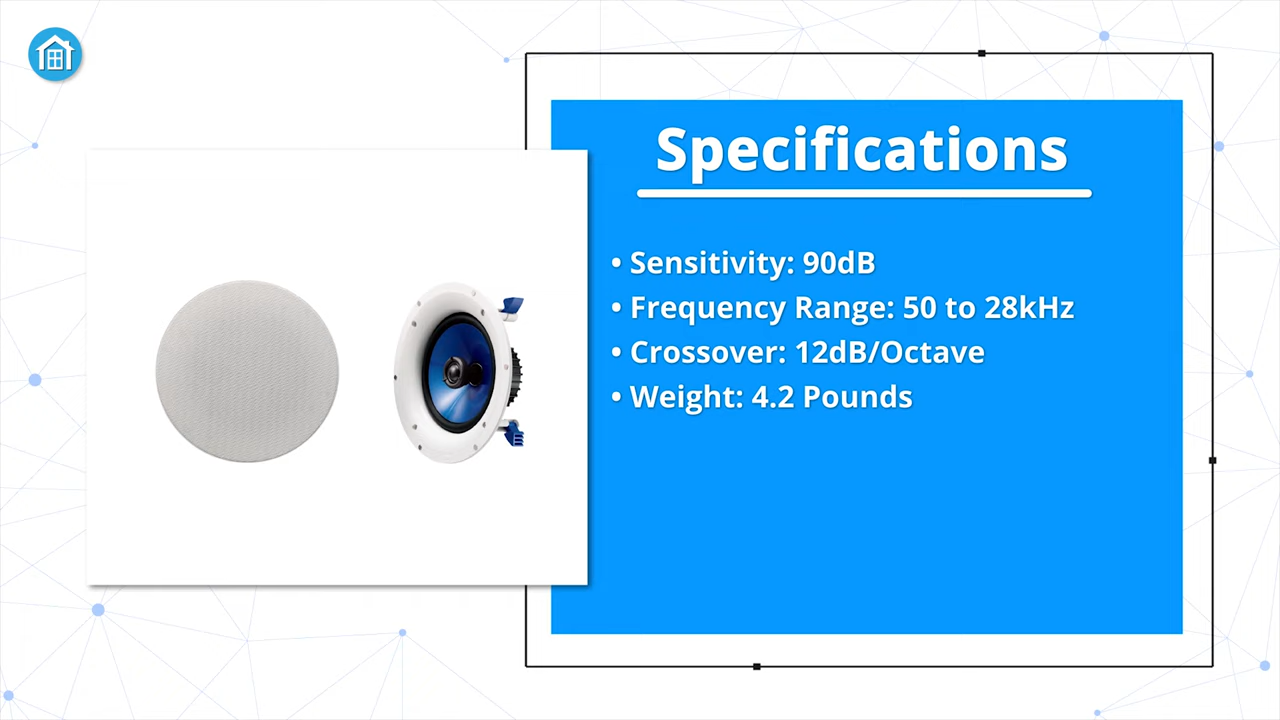 Specifications
• Sensitivity: 90dB
• Frequency Range: 50 to 28kHz
• Crossover: 12dB/Octave
• Weight: 4.2 Pounds